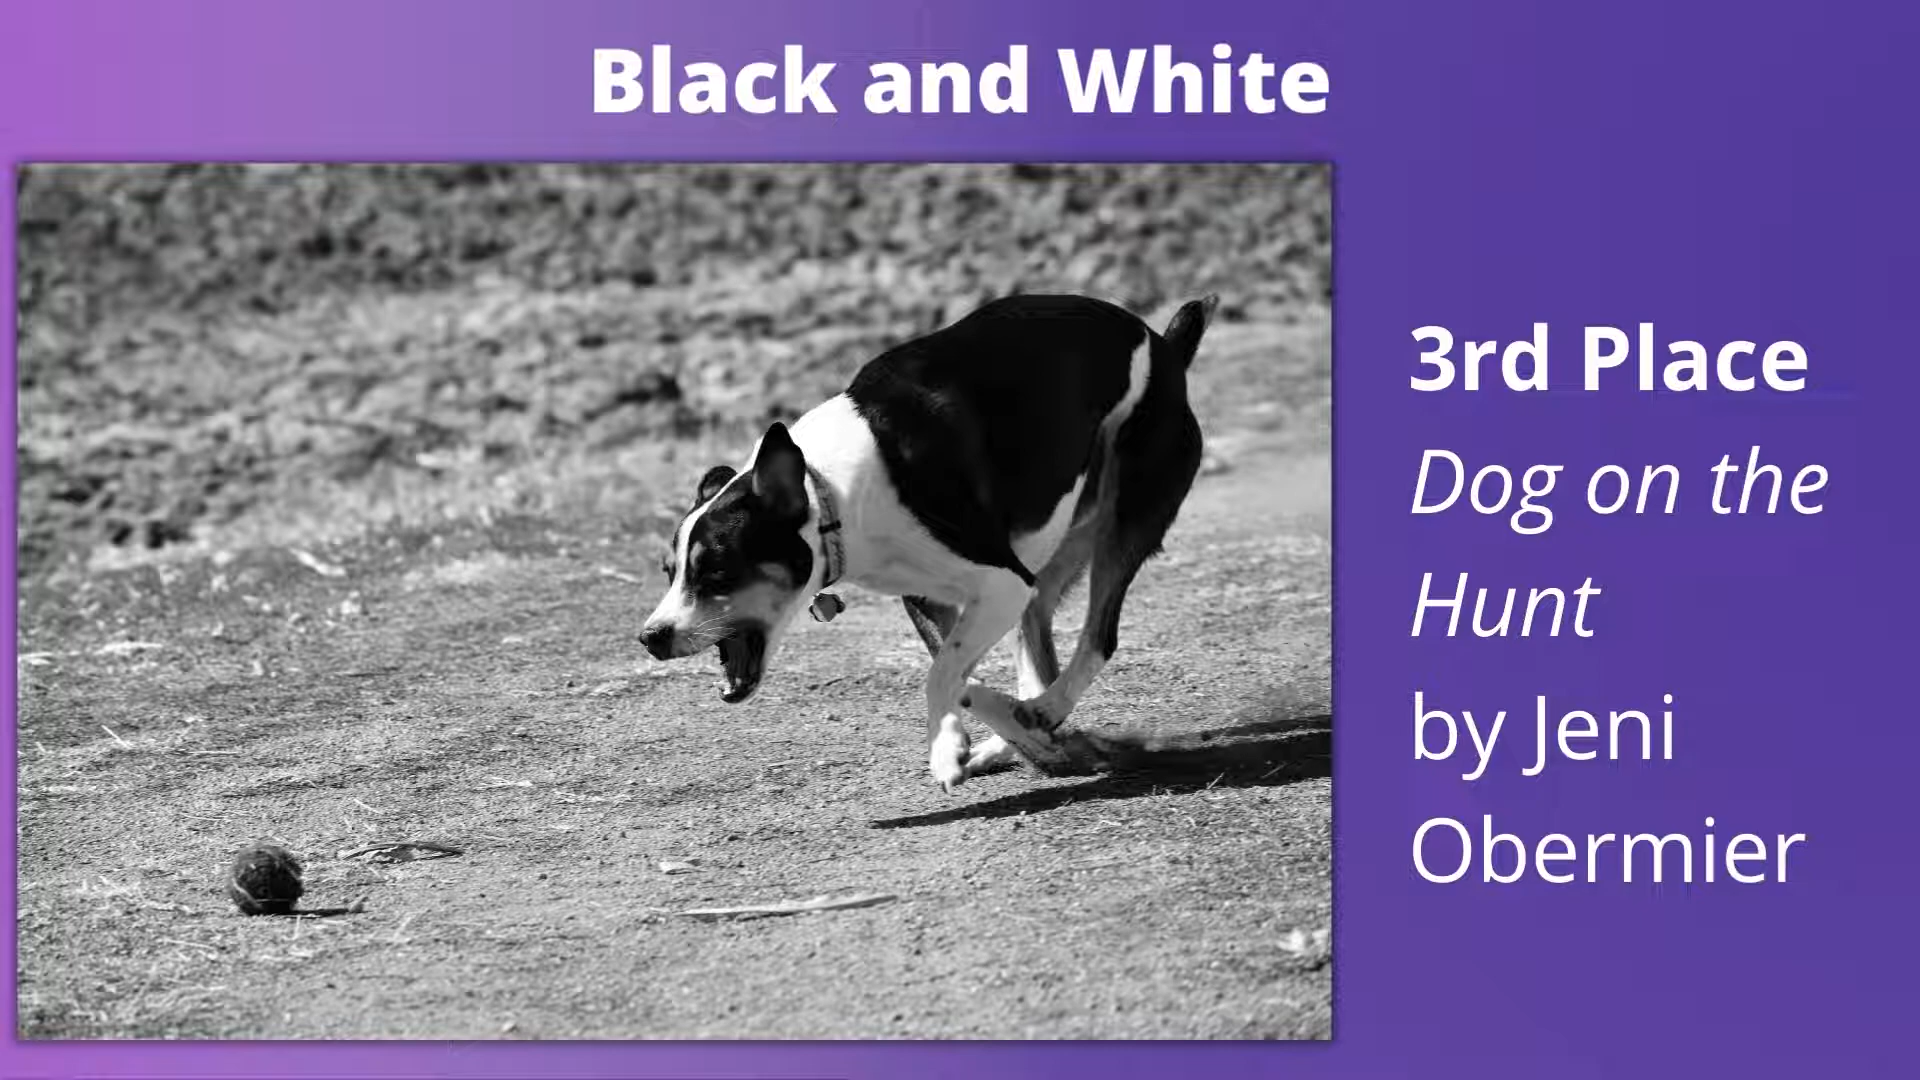 Black and White
3rd Place
Dog on the
Hunt
by Jeni
Obermier